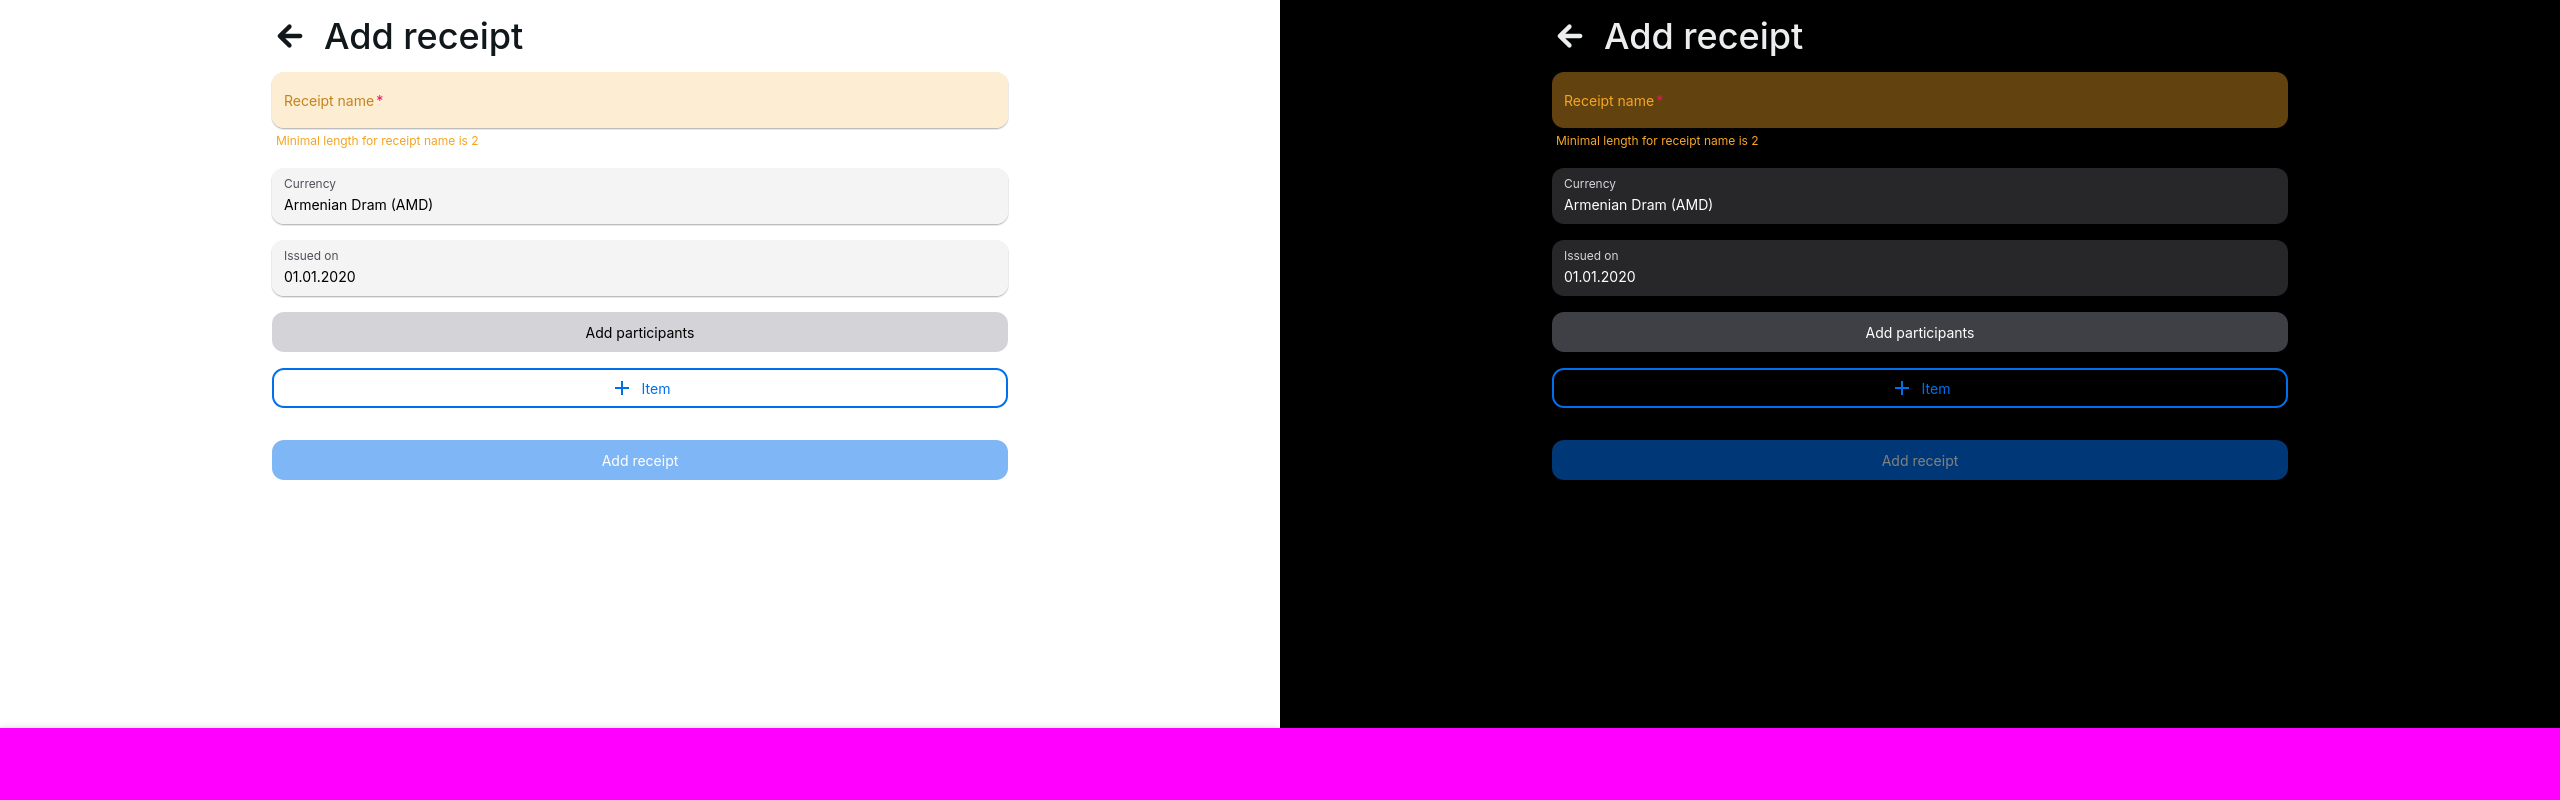 Add receipt
Receipt name*
Minimal length for receipt name is 2
Currency
Armenian Dram (AMD)
Issued on
01.01.2020
Add participants
Item
Add receipt
Add receipt
Receipt name*
Minimal length for receipt name is 2
Currency
Armenian Dram (AMD)
Issued on
01.01.2020
Add participants
Item
Add receipt